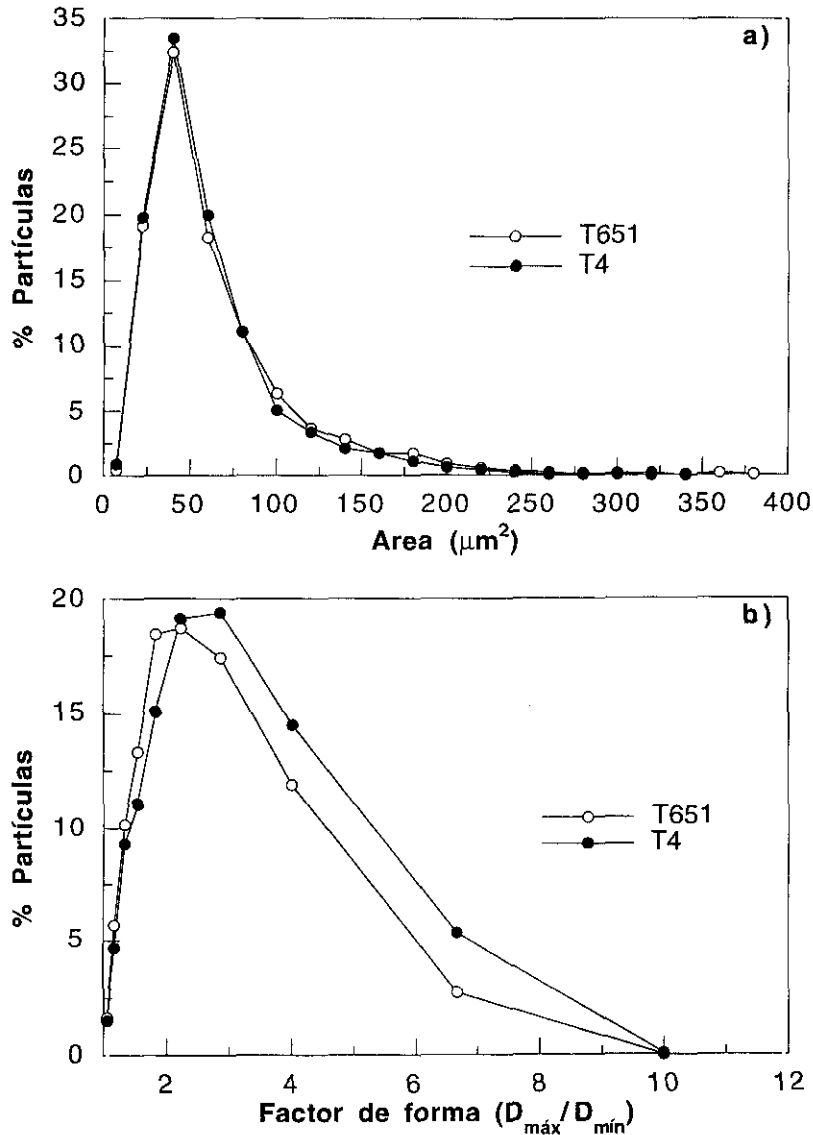 a)
35
30
25
20
15
10
5
0
% Partículas
T651
T4
0 50 100 150 200 250 300 350 400
Area (μm²)
b)
20
15
10
5
0
% Partículas
T651
T4
2 4 6 8 10 12
Factor de forma (Dmáx/Dmín)